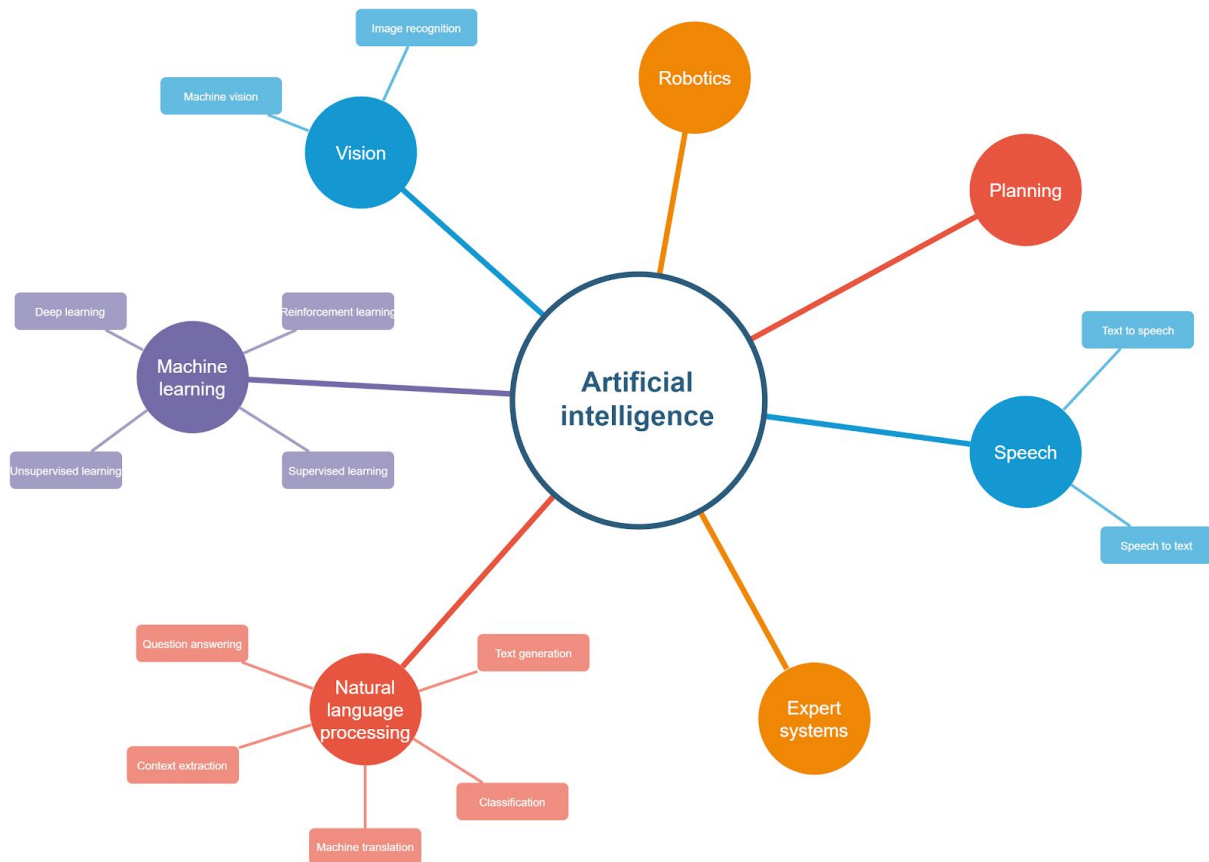 Image recognition
Robotics
Machine vision
Vision
Planning
Deep learning
Reinforcement learning
Text to speech
Machine
learning
Artificial
intelligence
Speech
Unsupervised learning
Supervised learning
Speech to text
Question answering
Text generation
Natural
language
processing
Expert
systems
Context extraction
Classification
Machine translation